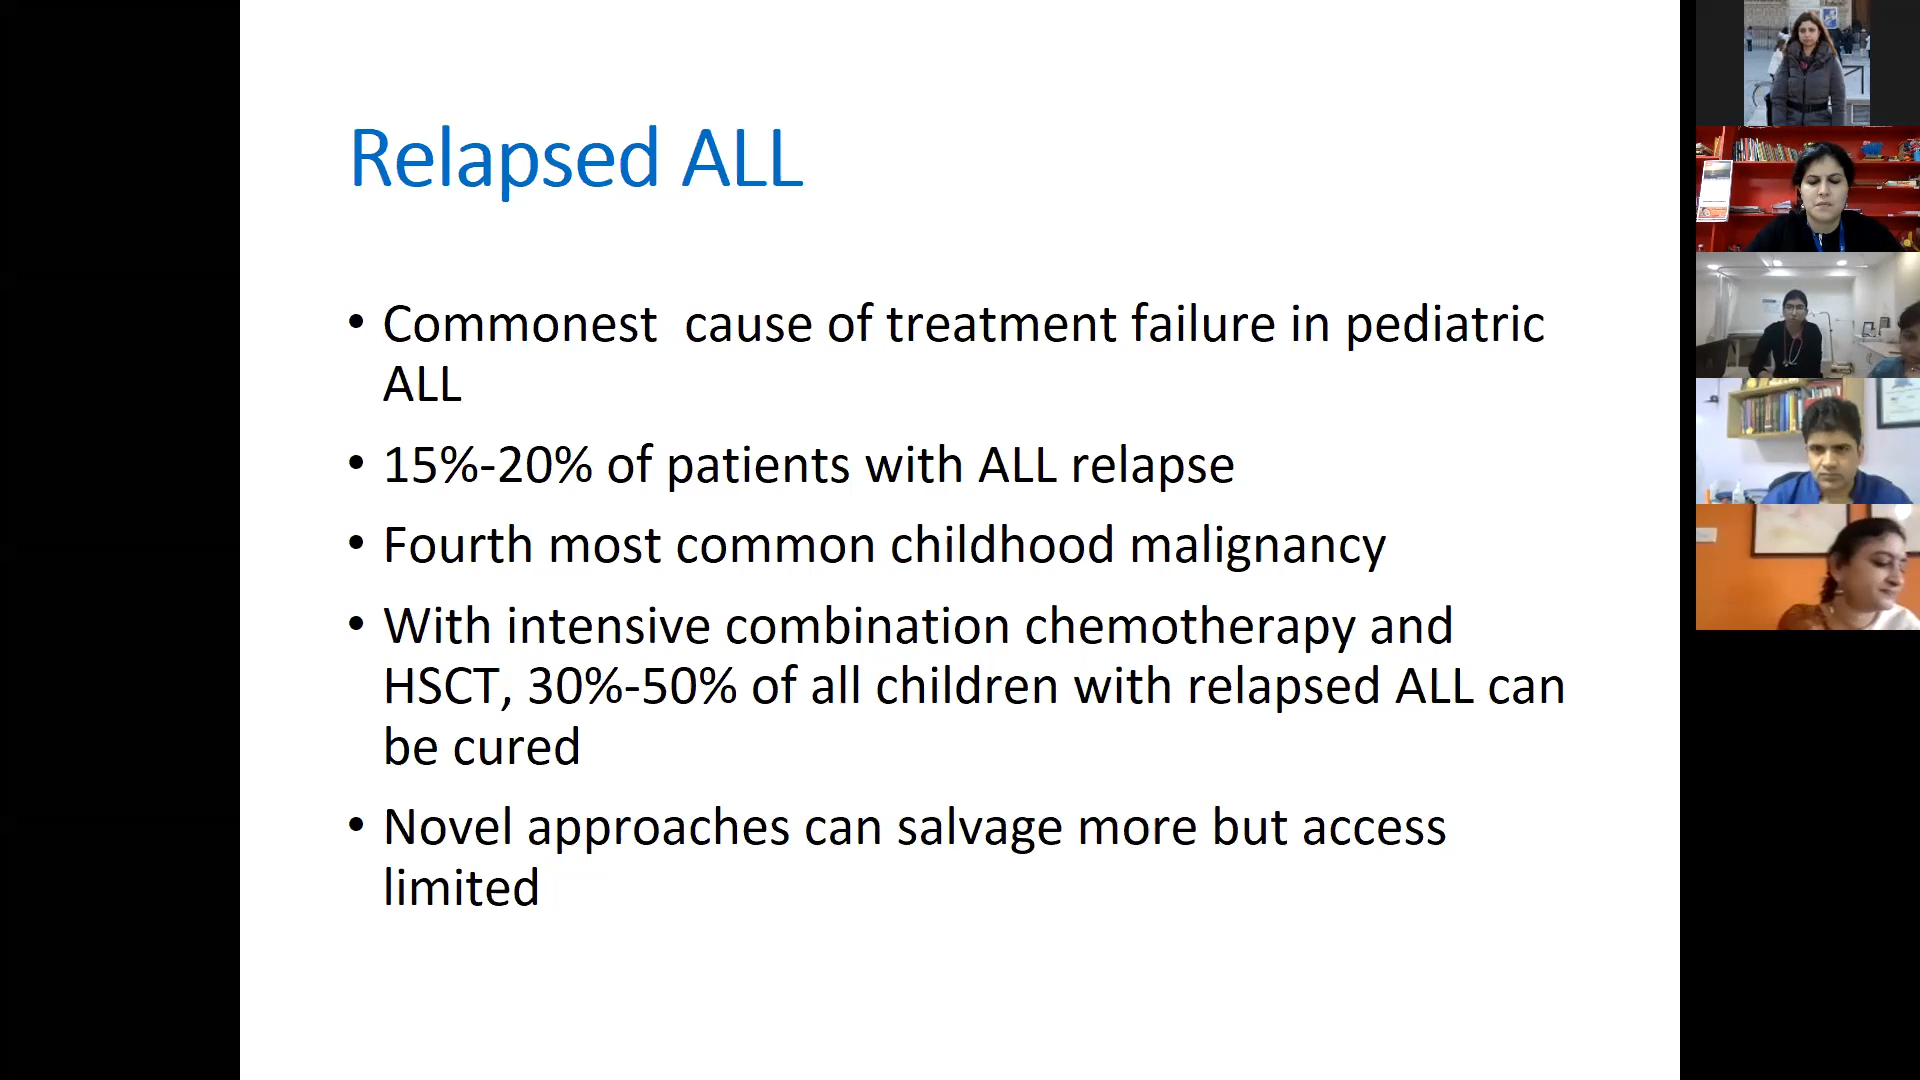 Relapsed ALL
• Commonest  cause of treatment failure in pediatric
ALL
• 15%-20% of patients with ALL relapse
• Fourth most common childhood malignancy
• With intensive combination chemotherapy and
HSCT, 30%-50% of all children with relapsed ALL can
be cured
• Novel approaches can salvage more but access
limited